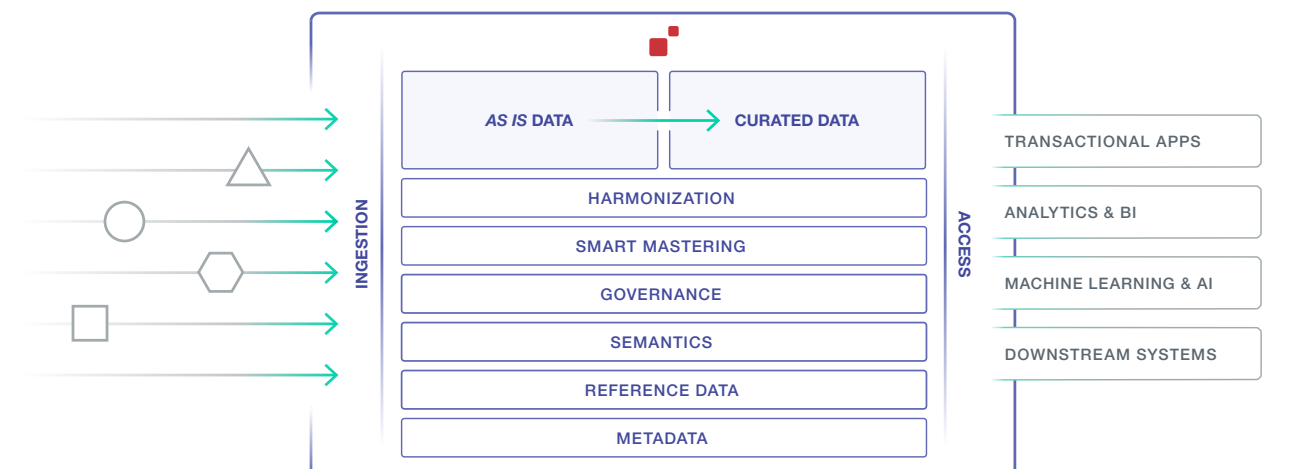 INGESTION
AS IS DATA
CURATED DATA
HARMONIZATION
SMART MASTERING
GOVERNANCE
SEMANTICS
REFERENCE DATA
METADATA
ACCESS
TRANSACTIONAL APPS
ANALYTICS & BI
MACHINE LEARNING & AI
DOWNSTREAM SYSTEMS